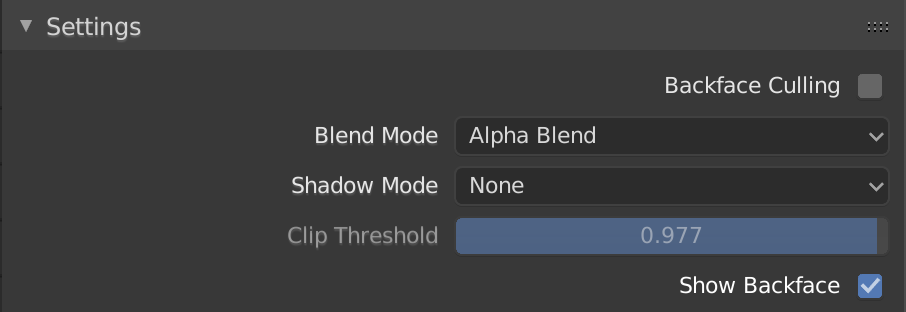 Settings
Backface Culling
Blend Mode Alpha Blend
Shadow Mode None
Clip Threshold 0.977
Show Backface